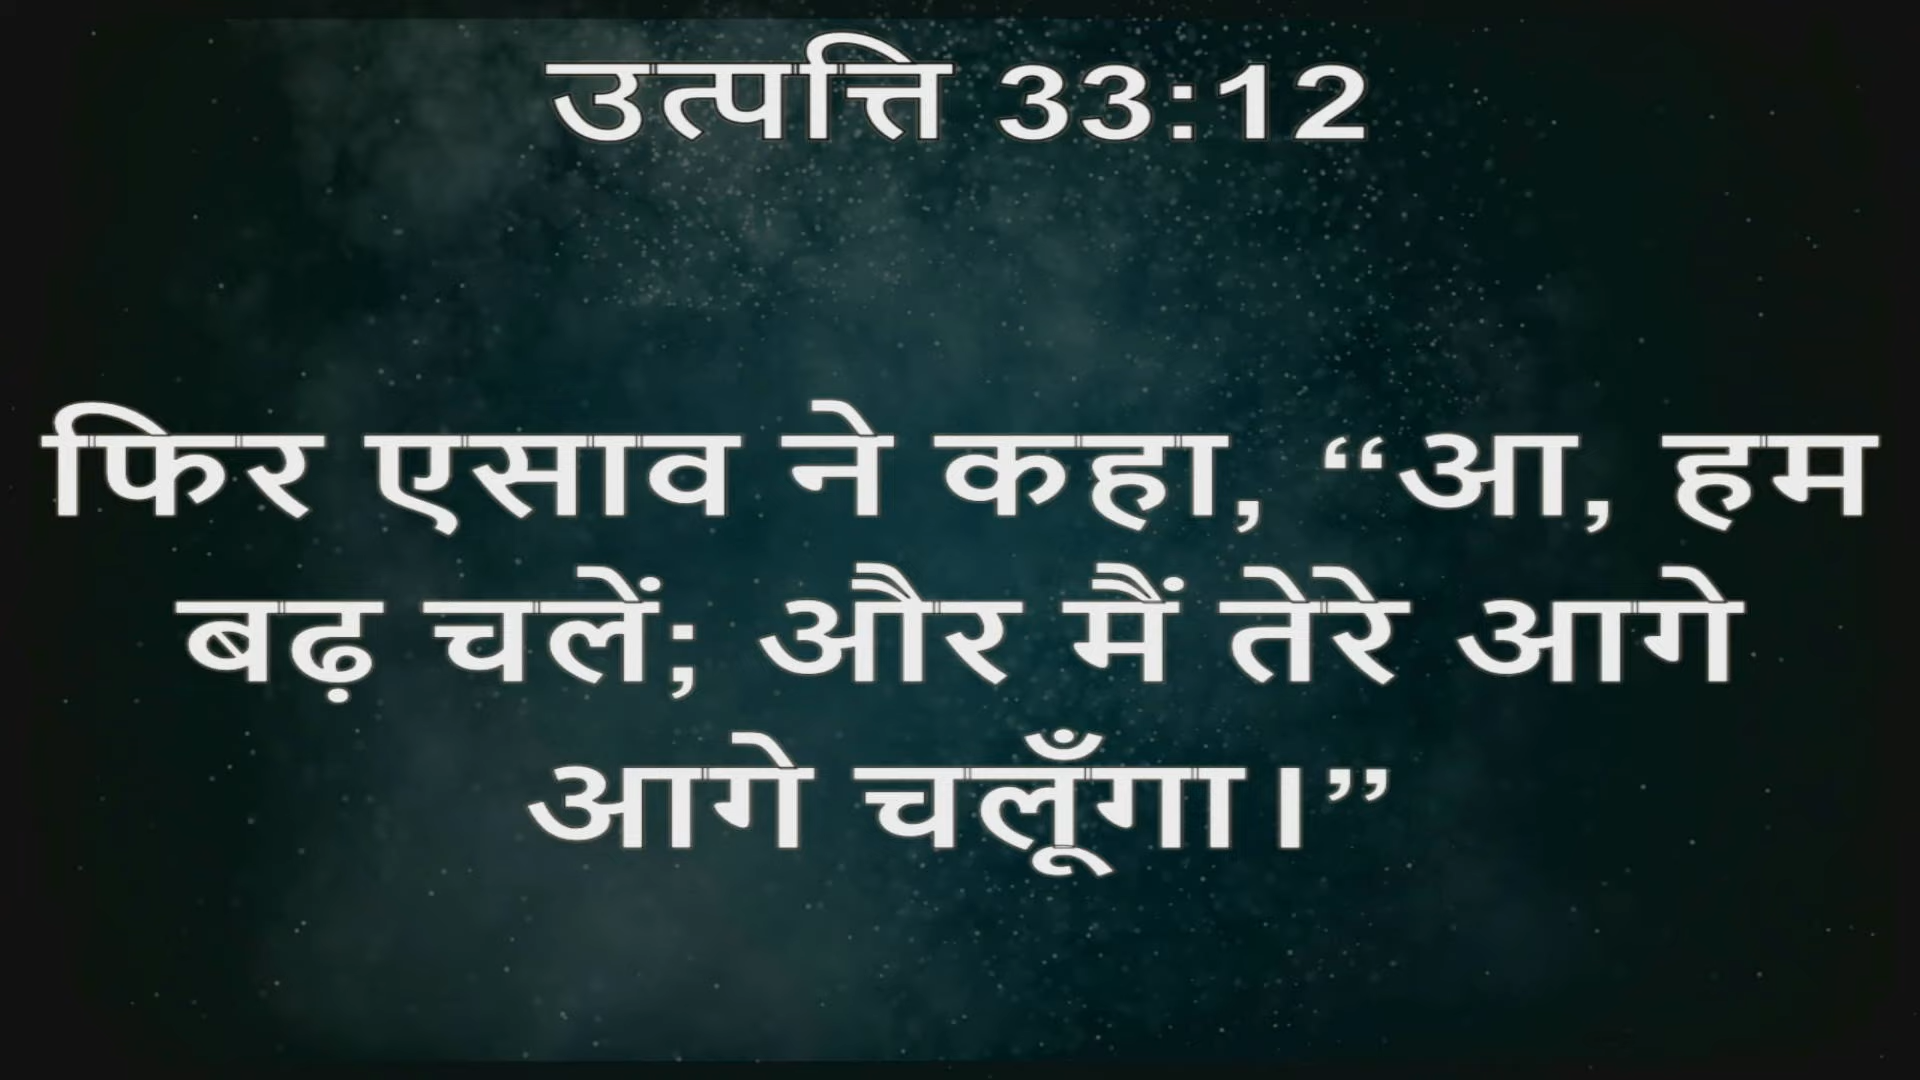 उत्पत्ति 33:12
फिर एसाव ने कहा, “आ, हम
बढ़ चलें; और मैं तेरे आगे
आगे चलूँगा।”